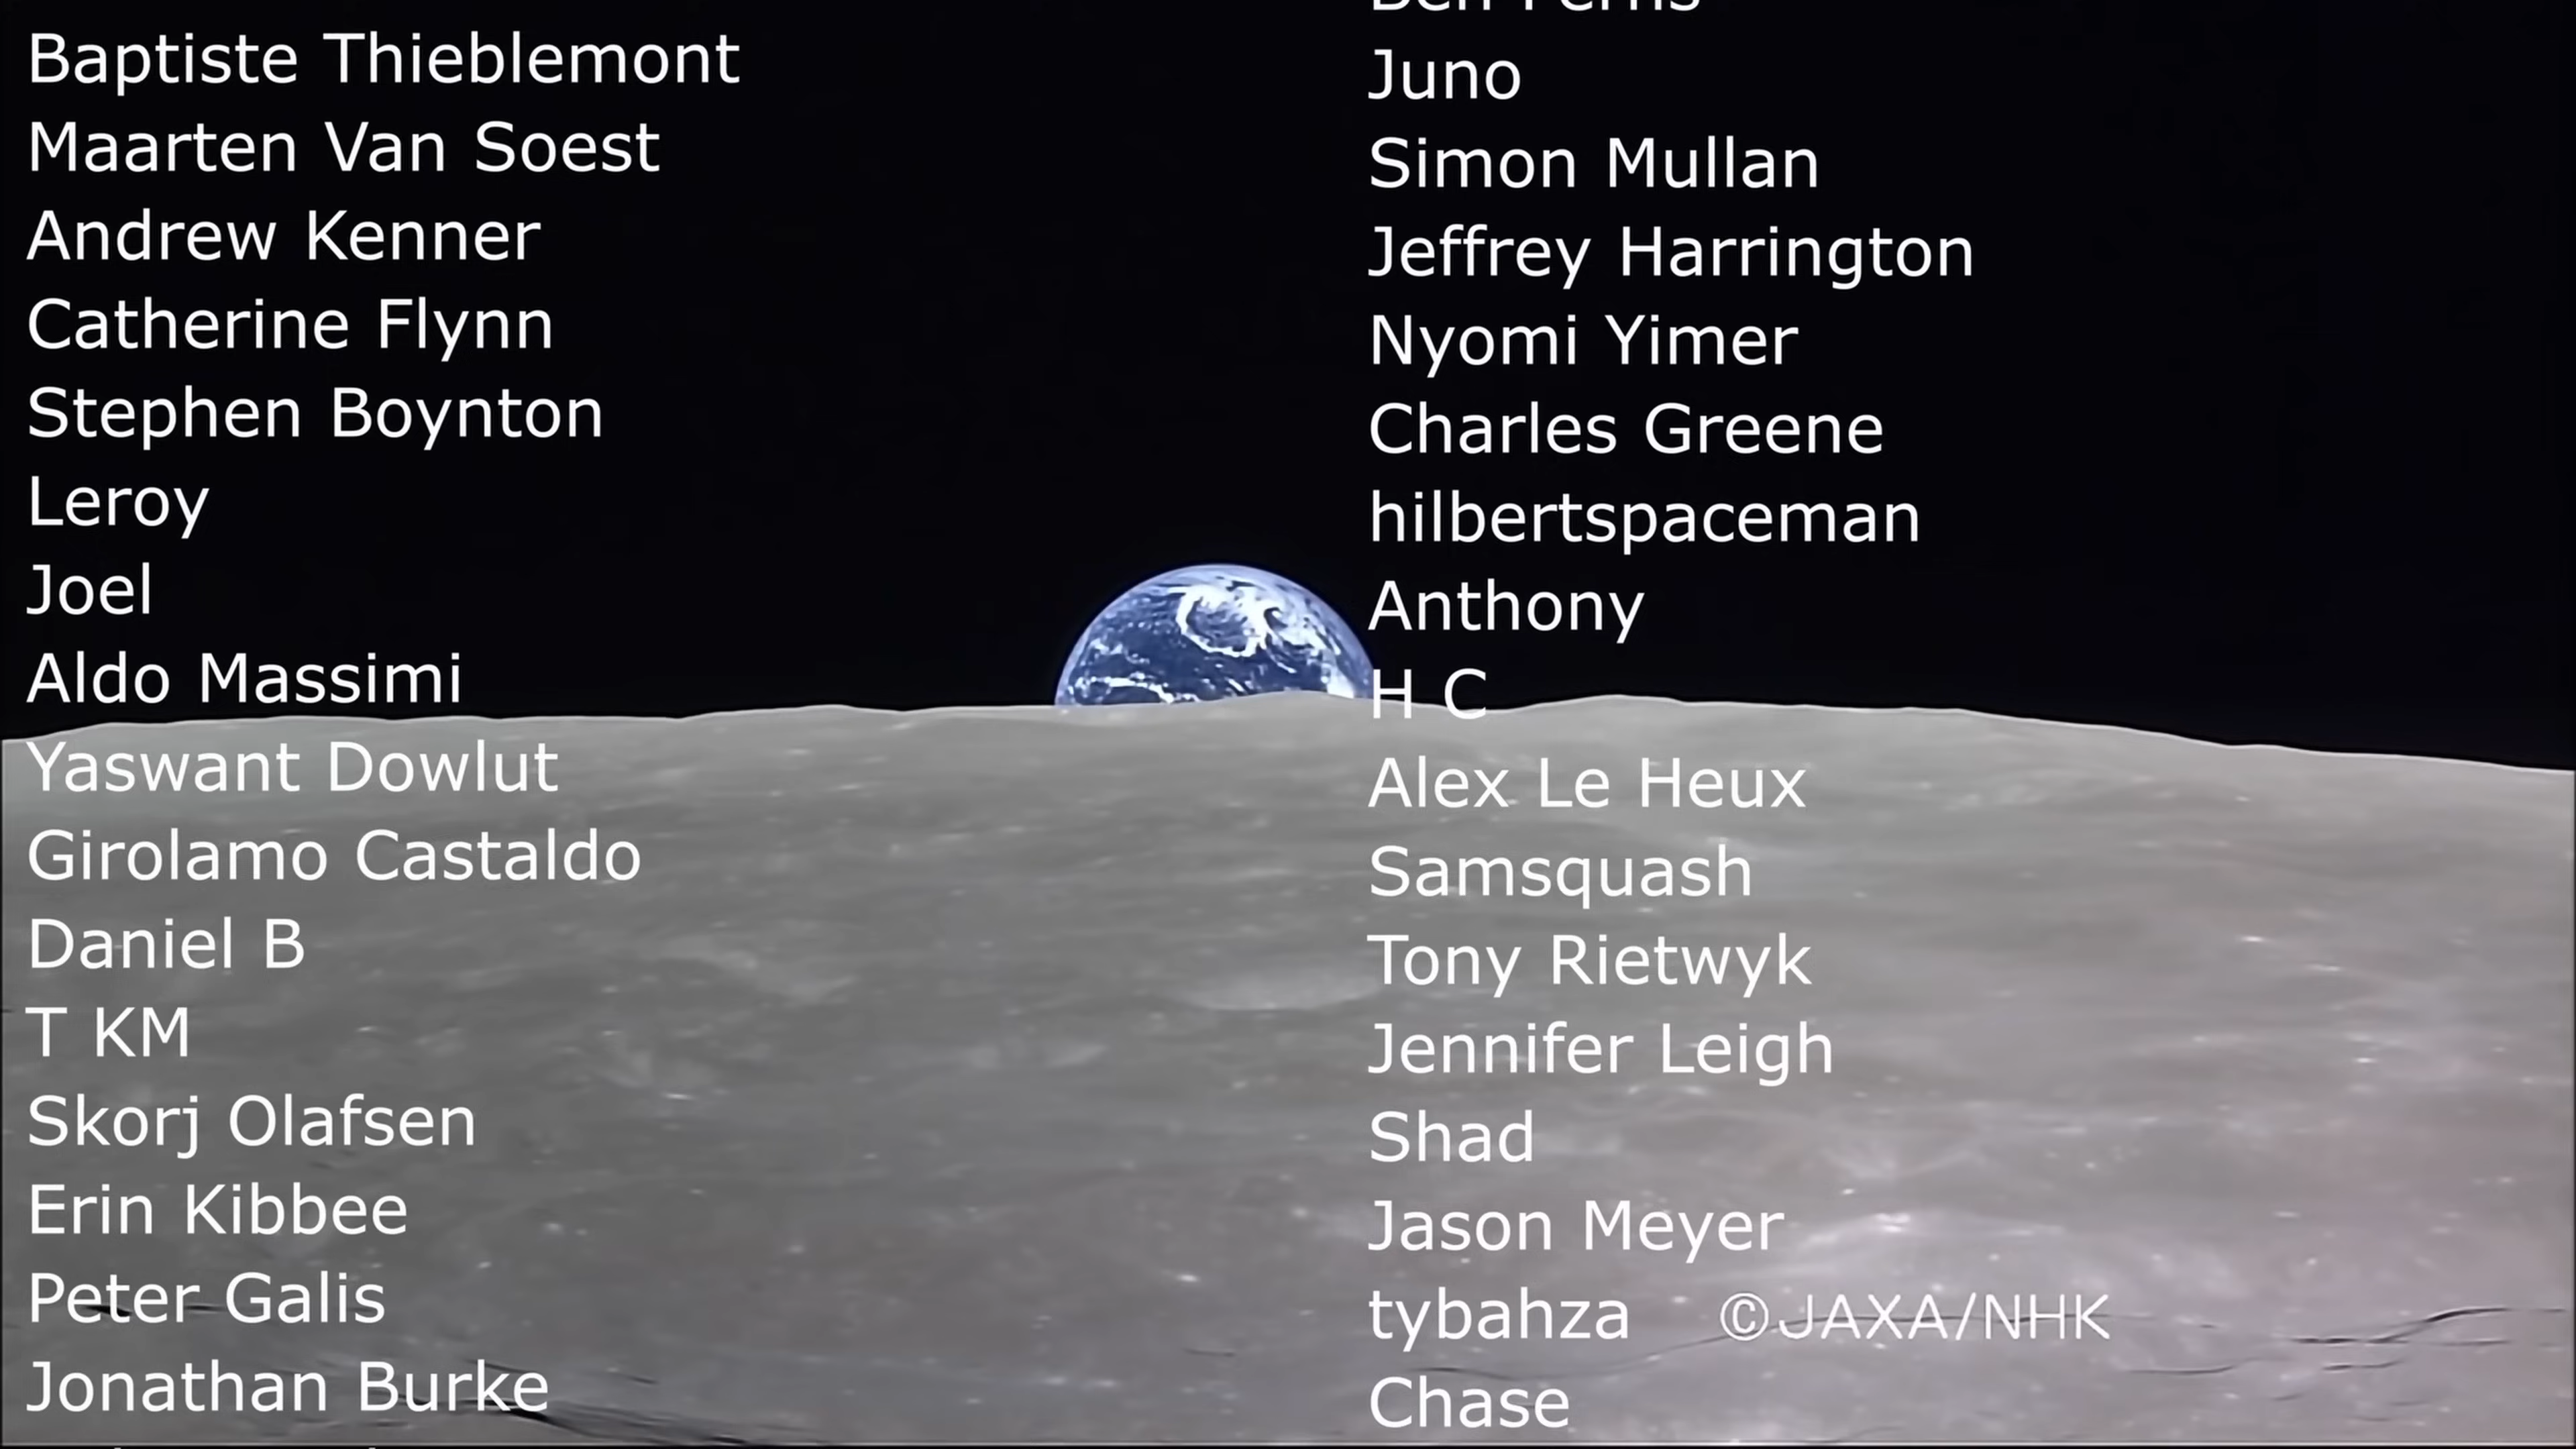 Baptiste Thieblemont
Maarten Van Soest
Andrew Kenner
Catherine Flynn
Stephen Boynton
Leroy
Joel
Aldo Massimi
Yaswant Dowlut
Girolamo Castaldo
Daniel B
T KM
Skorj Olafsen
Erin Kibbee
Peter Galis
Jonathan Burke
Juno
Simon Mullan
Jeffrey Harrington
Nyomi Yimer
Charles Greene
hilbertspaceman
Anthony
H C
Alex Le Heux
Samsquash
Tony Rietwyk
Jennifer Leigh
Shad
Jason Meyer
tybahza
©JAXA/NHK
Chase